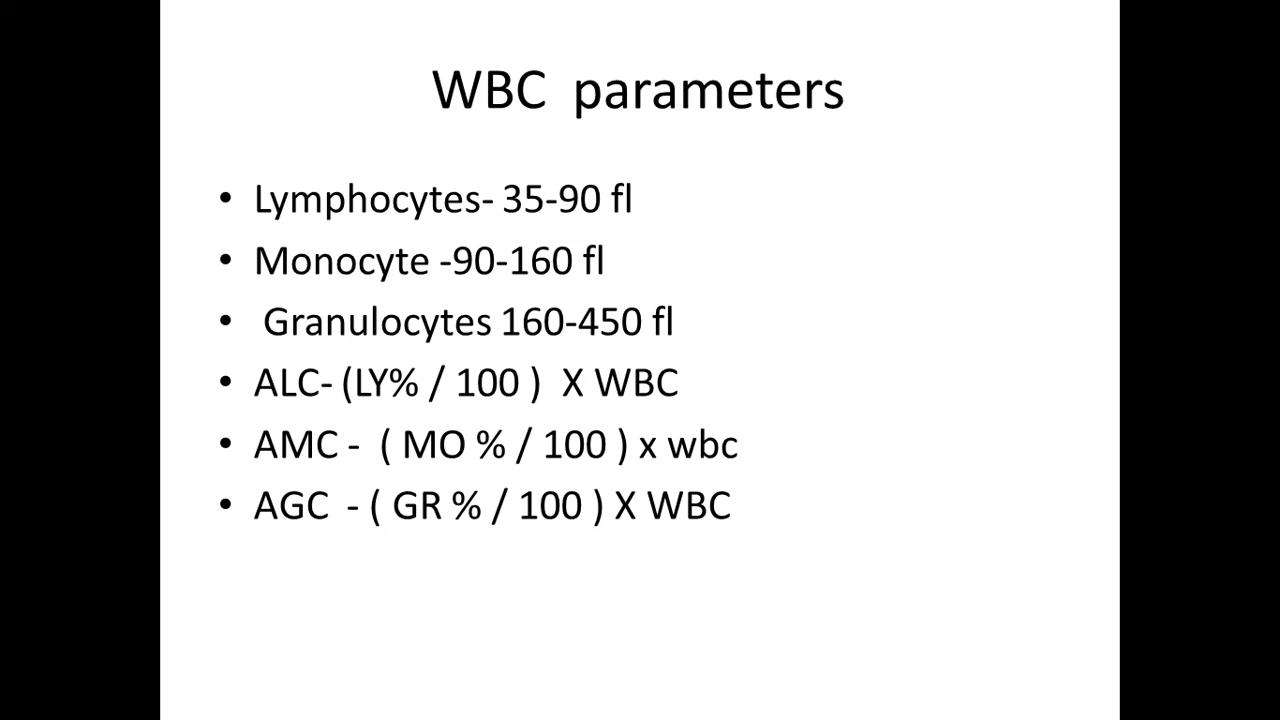 WBC parameters
• Lymphocytes- 35-90 fl
• Monocyte -90-160 fl
• Granulocytes 160-450 fl
• ALC- (LY% / 100 ) X WBC
• AMC - ( MO % / 100 ) x wbc
• AGC - ( GR % / 100 ) X WBC